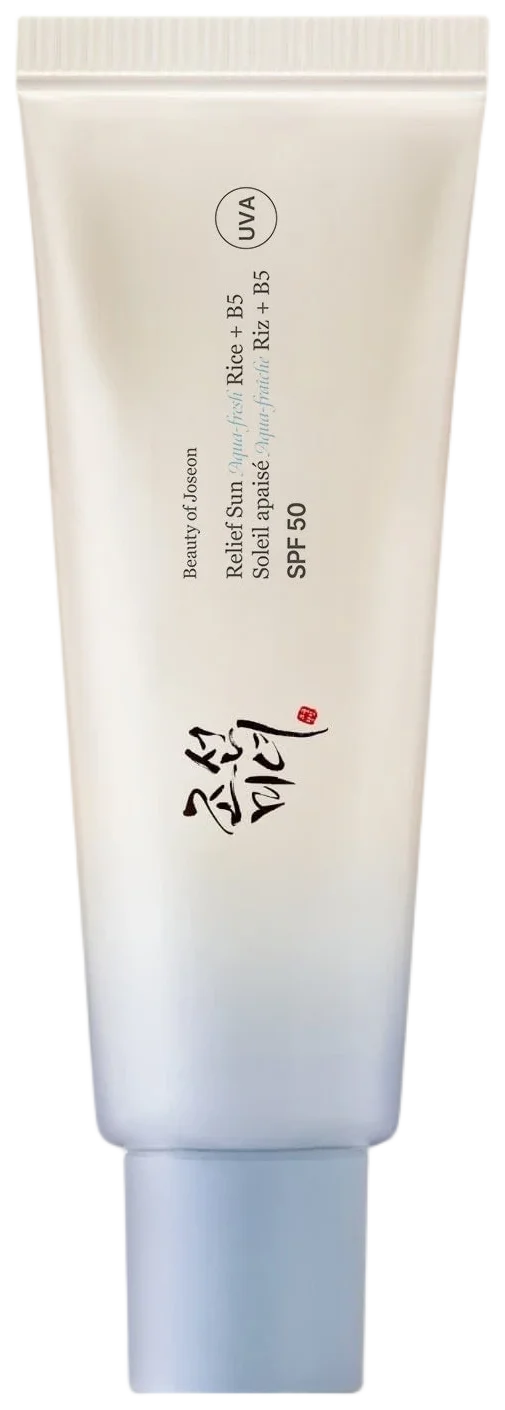 UVA
Beauty of Joseon
Relief Sun Aqua-fresh Rice + B5
Soleil apaisé Aqua-fraîche Riz + B5
SPF 50
조선
미녀